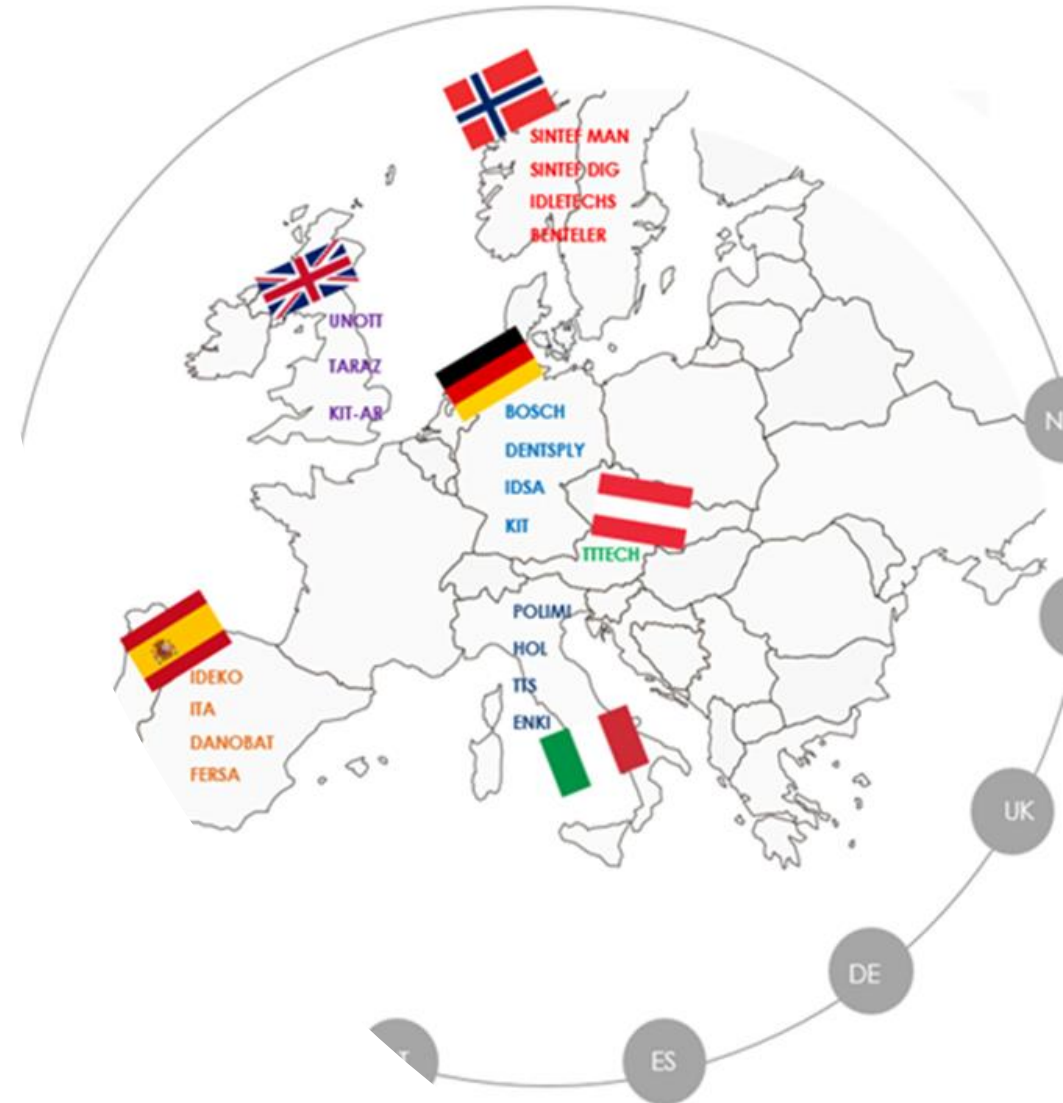 SINTEF MAN
SINTEF DIG
IDLETECHS
BENTELER
UNOTT
TARAZ
KIT-AR
BOSCH
DENTSPLY
IDSA
KIT
TTTECH
POLIMI
HOL
TTS
ENKI
IDEKO
ITA
DANOBAT
FERSA
UK
DE
ES